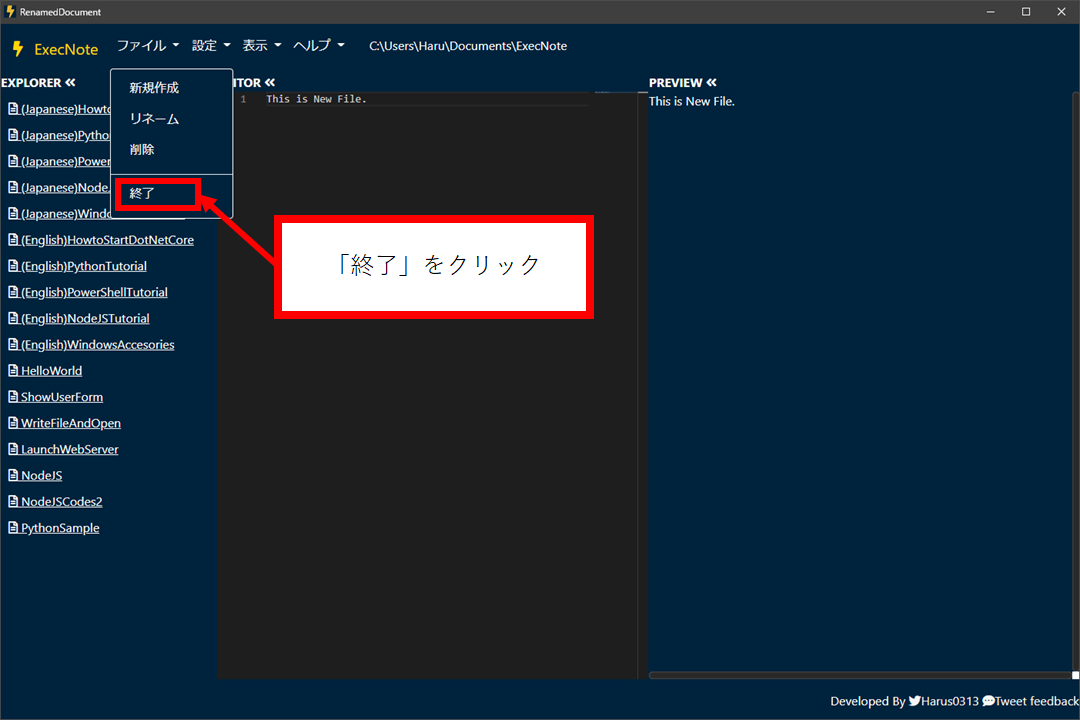 RenamedDocument
ExecNote ファイル 設定 表示 ヘルプ C:\Users\Haru\Documents\ExecNote
EXPLORER
(Japanese)Howto
(Japanese)Pytho
(Japanese)Power
(Japanese)Node.
(Japanese)Windo
(English)HowtoStartDotNetCore
(English)PythonTutorial
(English)PowerShellTutorial
(English)NodeJSTutorial
(English)WindowsAccesories
HelloWorld
ShowUserForm
WriteFileAndOpen
LaunchWebServer
NodeJS
NodeJSCodes2
PythonSample
新規作成
リネーム
削除
終了
「終了」をクリック
ITOR
1 This is New File.
PREVIEW
This is New File.
Developed By Harus0313 Tweet feedback